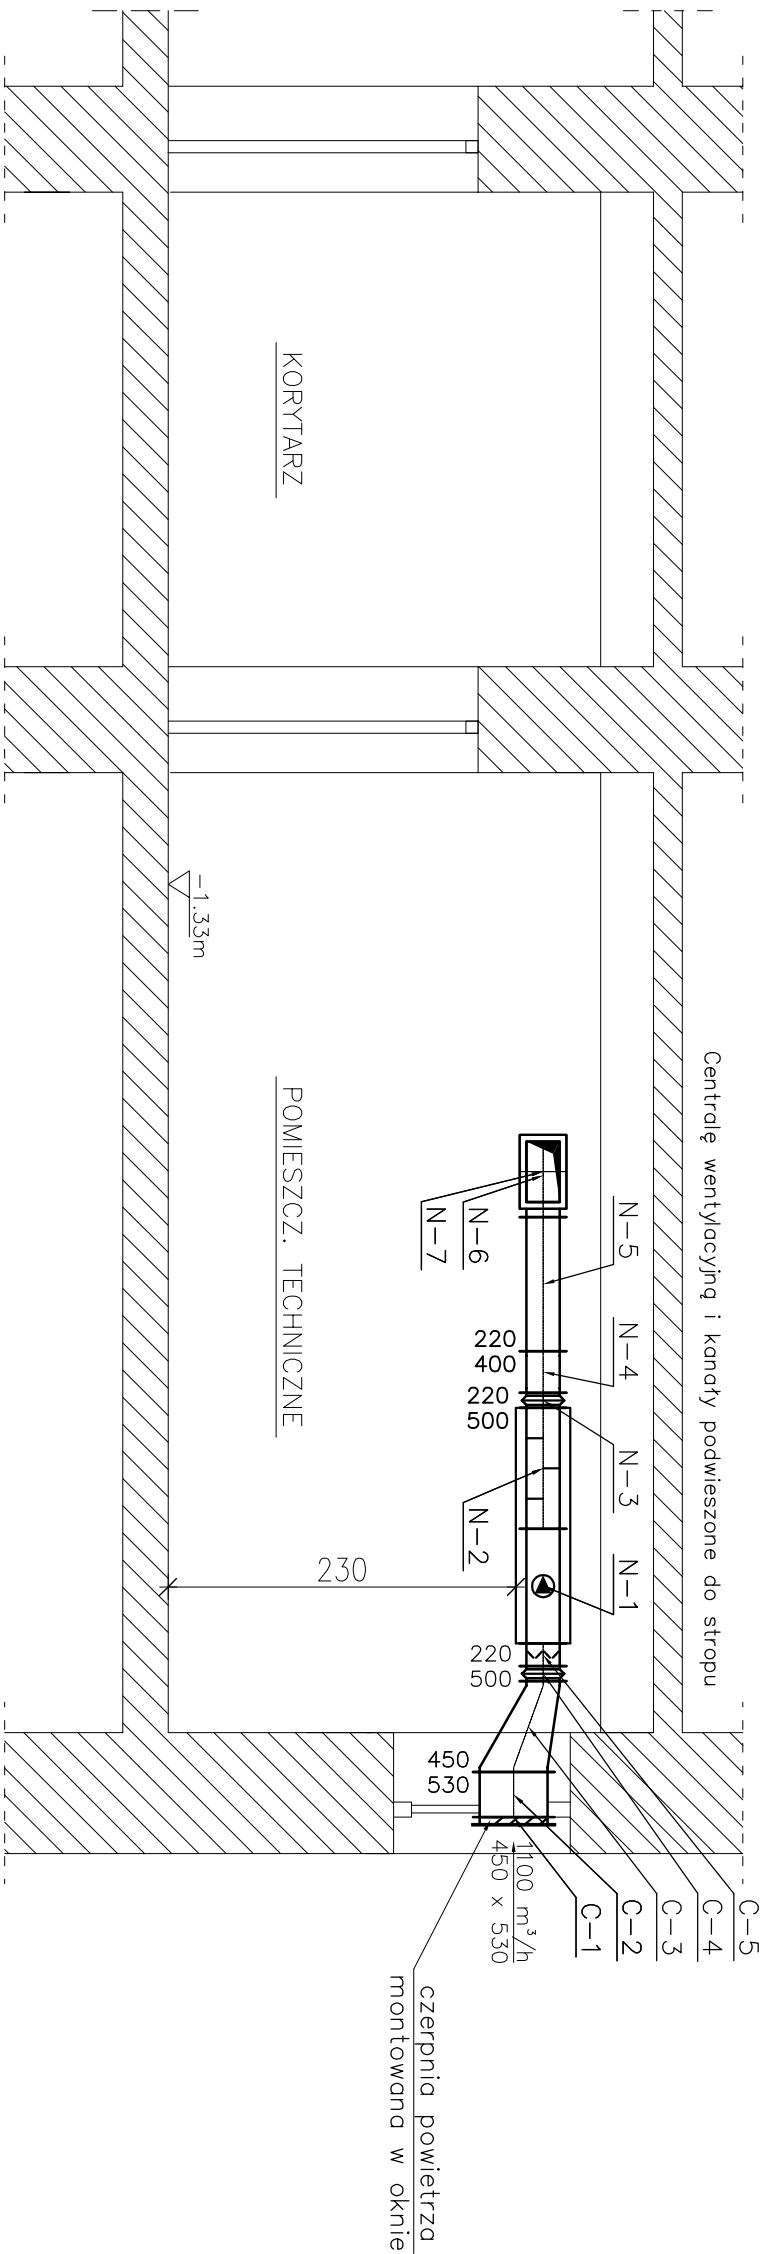 Centralę wentylacyjną i kanały podwieszone do stropu
N-5
N-4
N-3
N-1
C-5
C-4
C-3
C-2
C-1
N-6
N-7
220
400
220
500
N-2
220
500
450
530
1100 m³/h
450 x 530
czerpnia powietrza
montowana w oknie
KORYTARZ
POMIESZCZ. TECHNICZNE
230
-1.33m